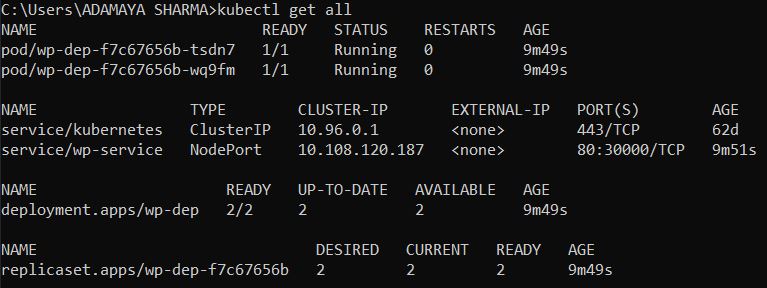 C:\Users\ADAMAYA SHARMA>kubectl get all
NAME READY STATUS RESTARTS AGE
pod/wp-dep-f7c67656b-tsdn7 1/1 Running 0 9m49s
pod/wp-dep-f7c67656b-wq9fm 1/1 Running 0 9m49s
NAME TYPE CLUSTER-IP EXTERNAL-IP PORT(S) AGE
service/kubernetes ClusterIP 10.96.0.1 <none> 443/TCP 62d
service/wp-service NodePort 10.108.120.187 <none> 80:30000/TCP 9m51s
NAME READY UP-TO-DATE AVAILABLE AGE
deployment.apps/wp-dep 2/2 2 2 9m49s
NAME DESIRED CURRENT READY AGE
replicaset.apps/wp-dep-f7c67656b 2 2 2 9m49s